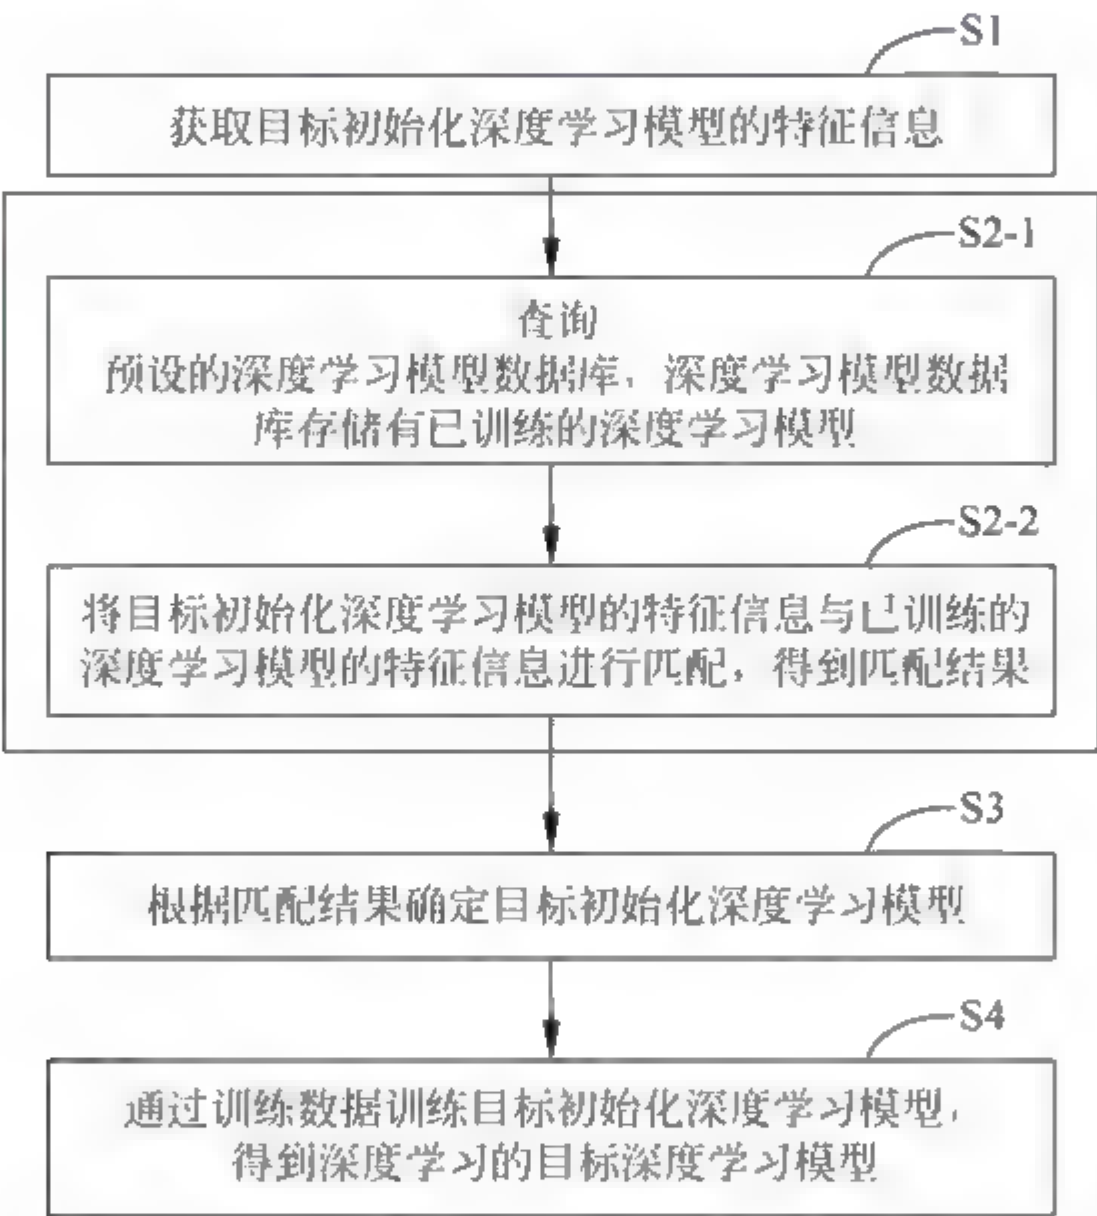 S1
获取目标初始化深度学习模型的特征信息
S2-1
查询
预设的深度学习模型数据库，深度学习模型数据
库存储有已训练的深度学习模型
S2-2
将目标初始化深度学习模型的特征信息与已训练的
深度学习模型的特征信息进行匹配，得到匹配结果
S3
根据匹配结果确定目标初始化深度学习模型
S4
通过训练数据训练目标初始化深度学习模型，
得到深度学习的目标深度学习模型